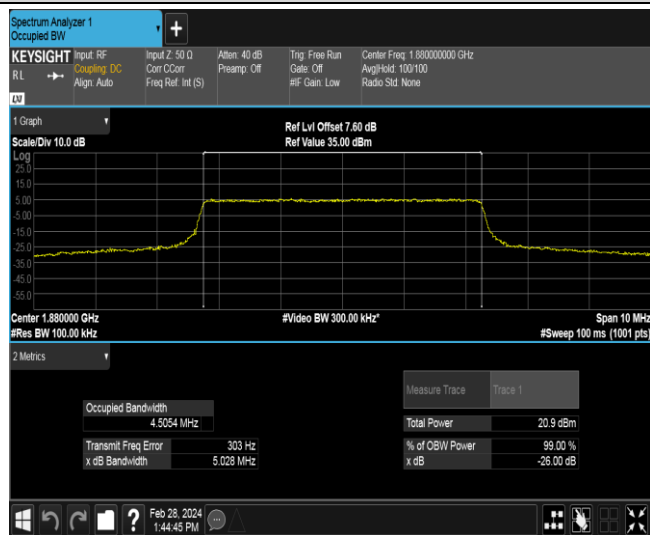 Spectrum Analyzer 1
Occupied BW
+
KEYSIGHT
RL
LXI
Input: RF
Coupling: DC
Align: Auto
Input Z: 50 Ω
Corr CCorr
Freq Ref: Int (S)
Atten: 40 dB
Preamp: Off
Trig: Free Run
Gate: Off
#IF Gain: Low
Center Freq: 1.880000000 GHz
Avg|Hold: 100/100
Radio Std: None
1 Graph
Scale/Div 10.0 dB
Ref Lvl Offset 7.60 dB
Ref Value 35.00 dBm
Log
25.0
15.0
5.00
-5.00
-15.0
-25.0
-35.0
-45.0
-55.0
Center 1.880000 GHz
#Video BW 300.00 kHz*
Span 10 MHz
#Res BW 100.00 kHz
#Sweep 100 ms (1001 pts)
2 Metrics
Measure Trace Trace 1
Occupied Bandwidth
4.5054 MHz
Total Power 20.9 dBm
Transmit Freq Error 303 Hz
% of OBW Power 99.00 %
x dB Bandwidth 5.028 MHz
x dB -26.00 dB
?
Feb 28, 2024
1:44:45 PM